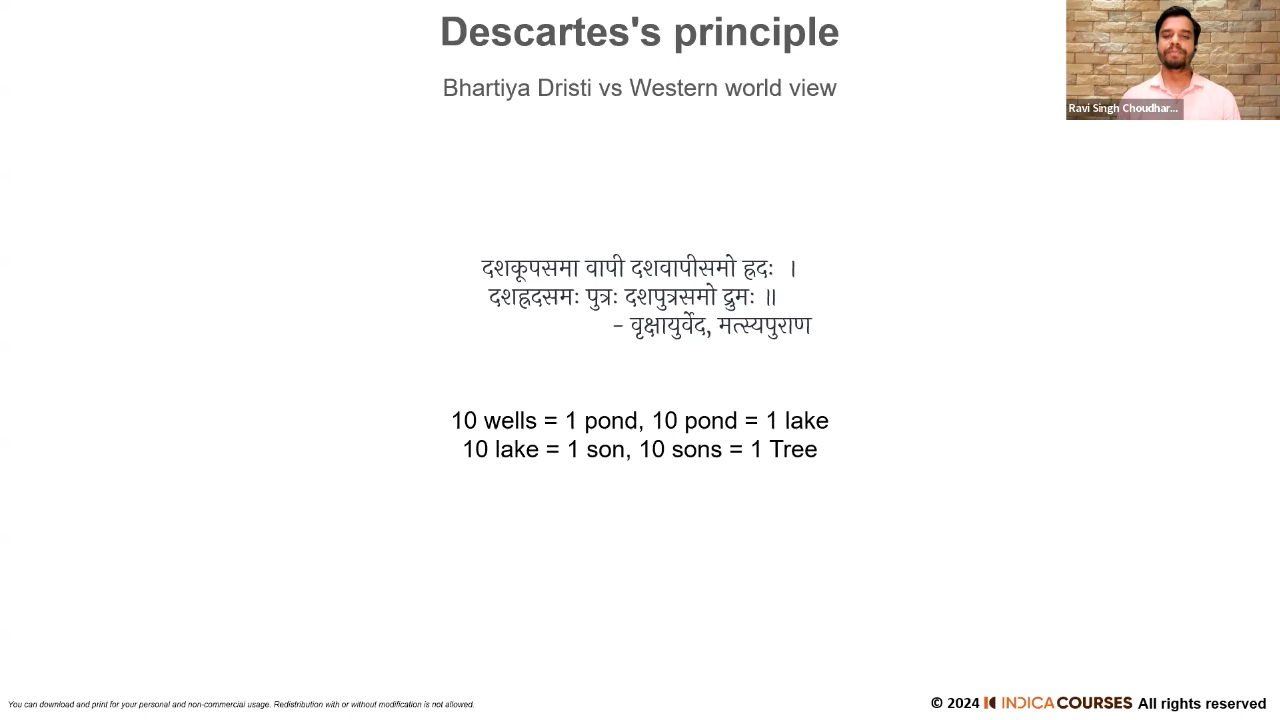 Descartes's principle
Bhartiya Dristi vs Western world view
Ravi Singh Choudhar...
दशकूपसमा वापी दशवापीसमो ह्रदः ।
दशह्रदसमः पुत्रः दशपुत्रसमो द्रुमः ॥
- वृक्षायुर्वेद, मत्स्यपुराण
10 wells = 1 pond, 10 pond = 1 lake
10 lake = 1 son, 10 sons = 1 Tree
You can download and print for your personal and non-commercial usage. Redistribution with or without modification is not allowed.
© 2024 INDICA COURSES All rights reserved